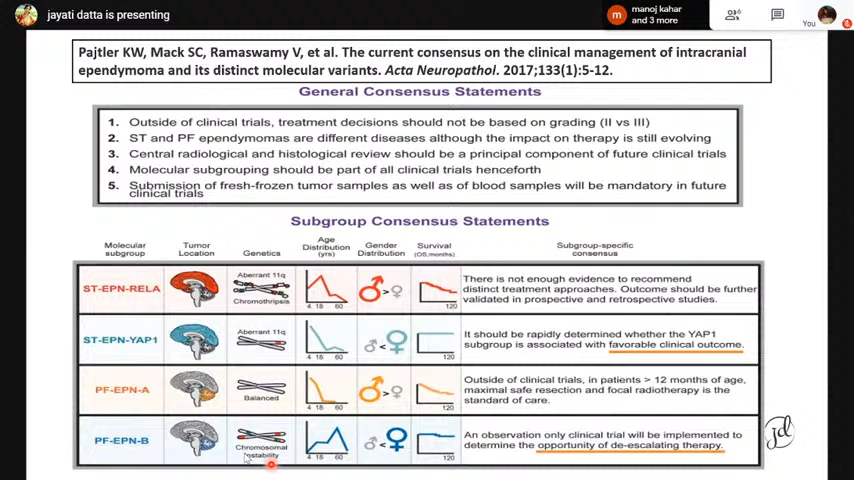 jayati datta is presenting
manoj kahar
and 3 more
m
You
Pajtler KW, Mack SC, Ramaswamy V, et al. The current consensus on the clinical management of intracranial
ependymoma and its distinct molecular variants. Acta Neuropathol. 2017;133(1):5-12.
General Consensus Statements
1. Outside of clinical trials, treatment decisions should not be based on grading (II vs III)
2. ST and PF ependymomas are different diseases although the impact on therapy is still evolving
3. Central radiological and histological review should be a principal component of future clinical trials
4. Molecular subgrouping should be part of all clinical trials henceforth
5. Submission of fresh-frozen tumor samples as well as of blood samples will be mandatory in future
clinical trials
Subgroup Consensus Statements
Molecular subgroup
Tumor Location
Genetics
Age Distribution (yrs)
Gender Distribution
Survival (OS, months)
Subgroup-specific consensus
ST-EPN-RELA
Aberrant 11q
Chromothripsis
4 18 60
>
120
There is not enough evidence to recommend
distinct treatment approaches. Outcome should be further
validated in prospective and retrospective studies.
ST-EPN-YAP1
Aberrant 11q
4 18 60
<
120
It should be rapidly determined whether the YAP1
subgroup is associated with favorable clinical outcome.
PF-EPN-A
Balanced
4 18 60
>
120
Outside of clinical trials, in patients > 12 months of age,
maximal safe resection and focal radiotherapy is the
standard of care.
PF-EPN-B
Chromosomal
instability
4 18 60
<
120
An observation only clinical trial will be implemented to
determine the opportunity of de-escalating therapy.
jd